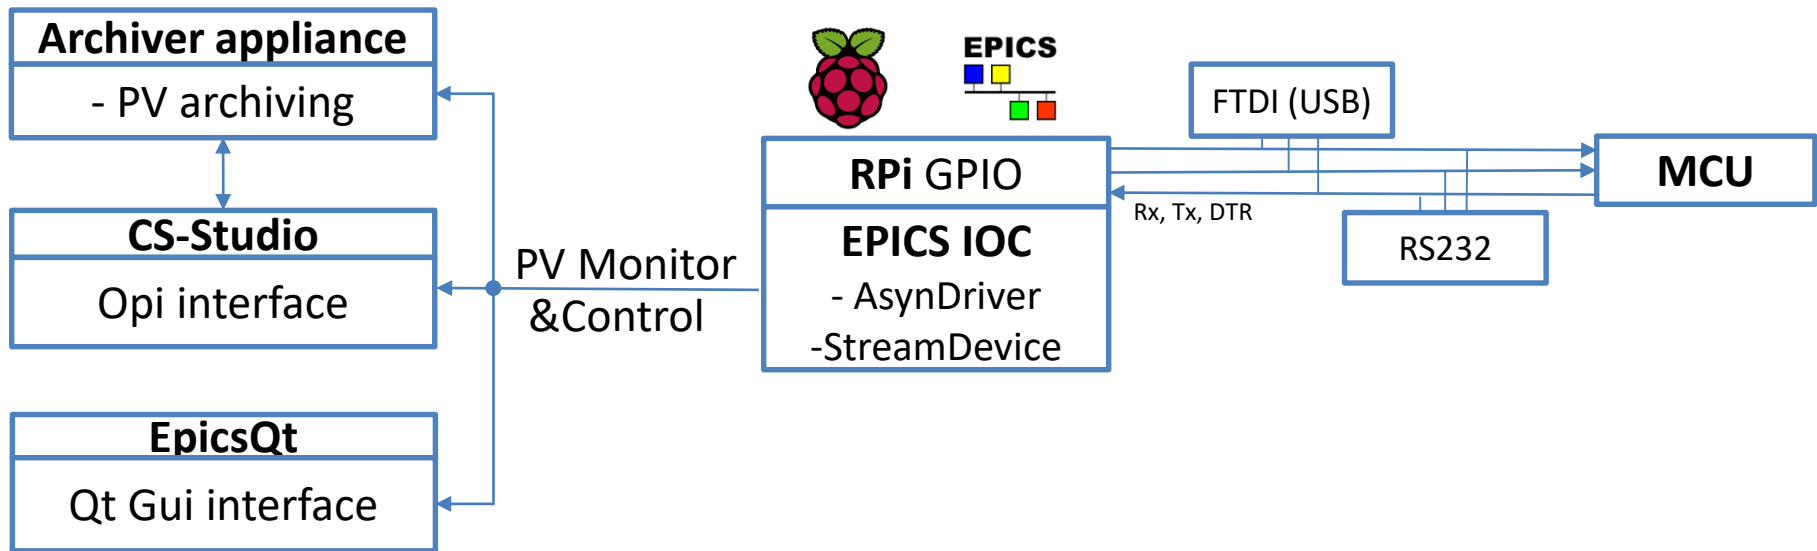 Archiver appliance
- PV archiving
CS-Studio
Opi interface
EpicsQt
Qt Gui interface
PV Monitor
&Control
EPICS
RPi GPIO
EPICS IOC
- AsynDriver
-StreamDevice
FTDI (USB)
Rx, Tx, DTR
RS232
MCU